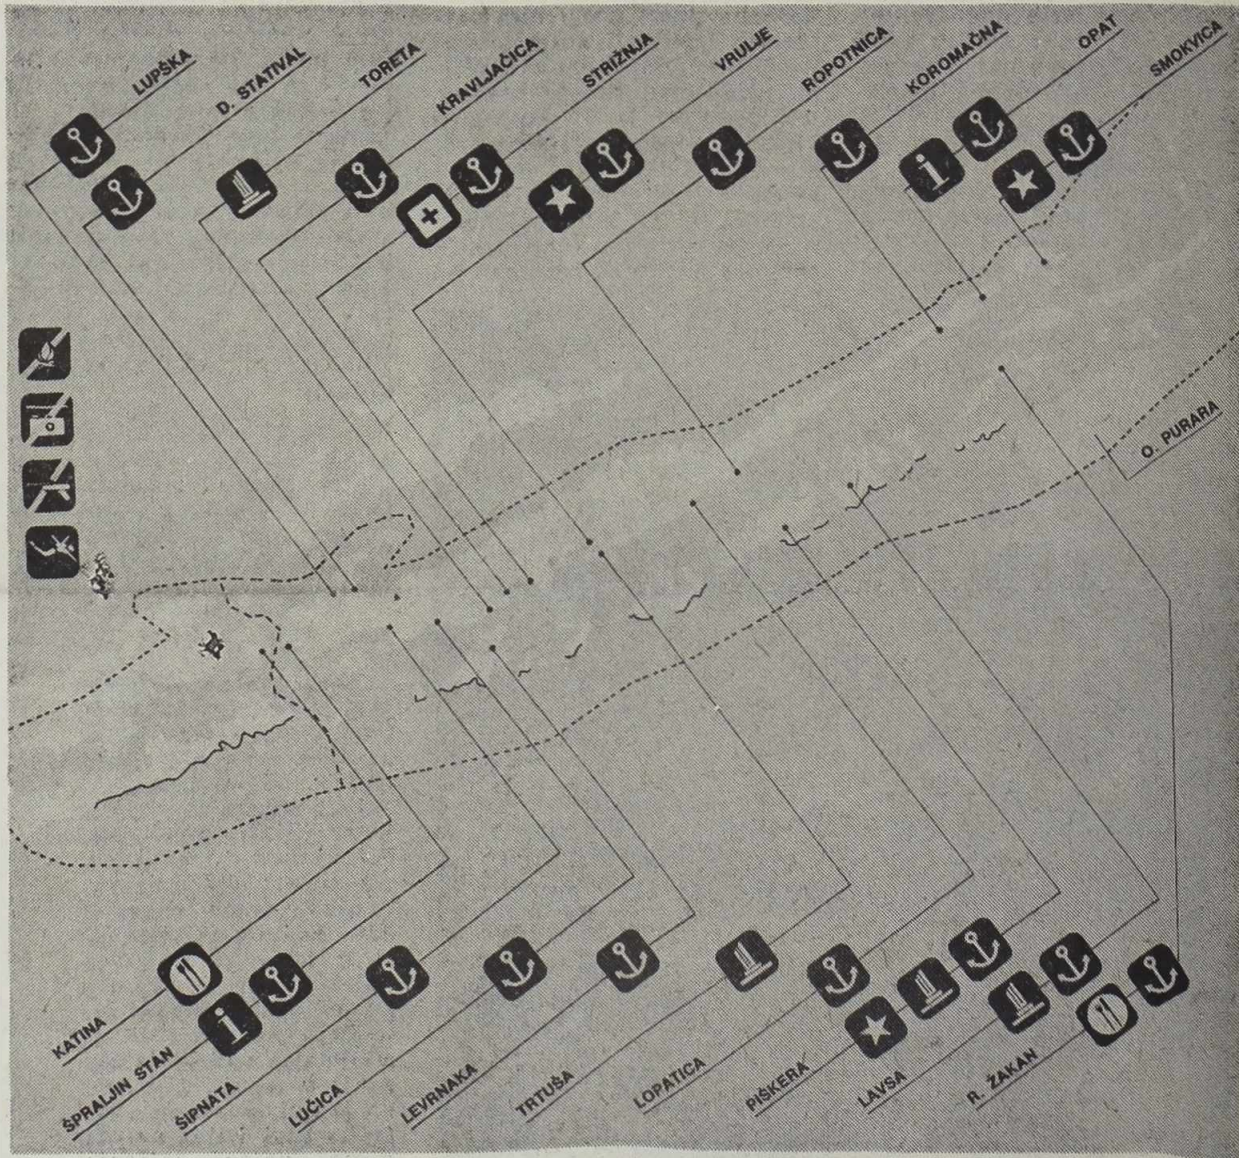 LUPŠKA
D. STATIVAL
TORETA
KRAVLJAČICA
STRIŽNJA
VRULJE
ROPOTNICA
KOROMAČNA
OPAT
SMOKVICA
i
O. PURARA
KATINA
ŠPRALJIN STAN
i
ŠIPNATA
LUČICA
LEVRNAKA
TRTUŠA
LOPATICA
PIŠKERA
LAVSA
R. ŽAKAN